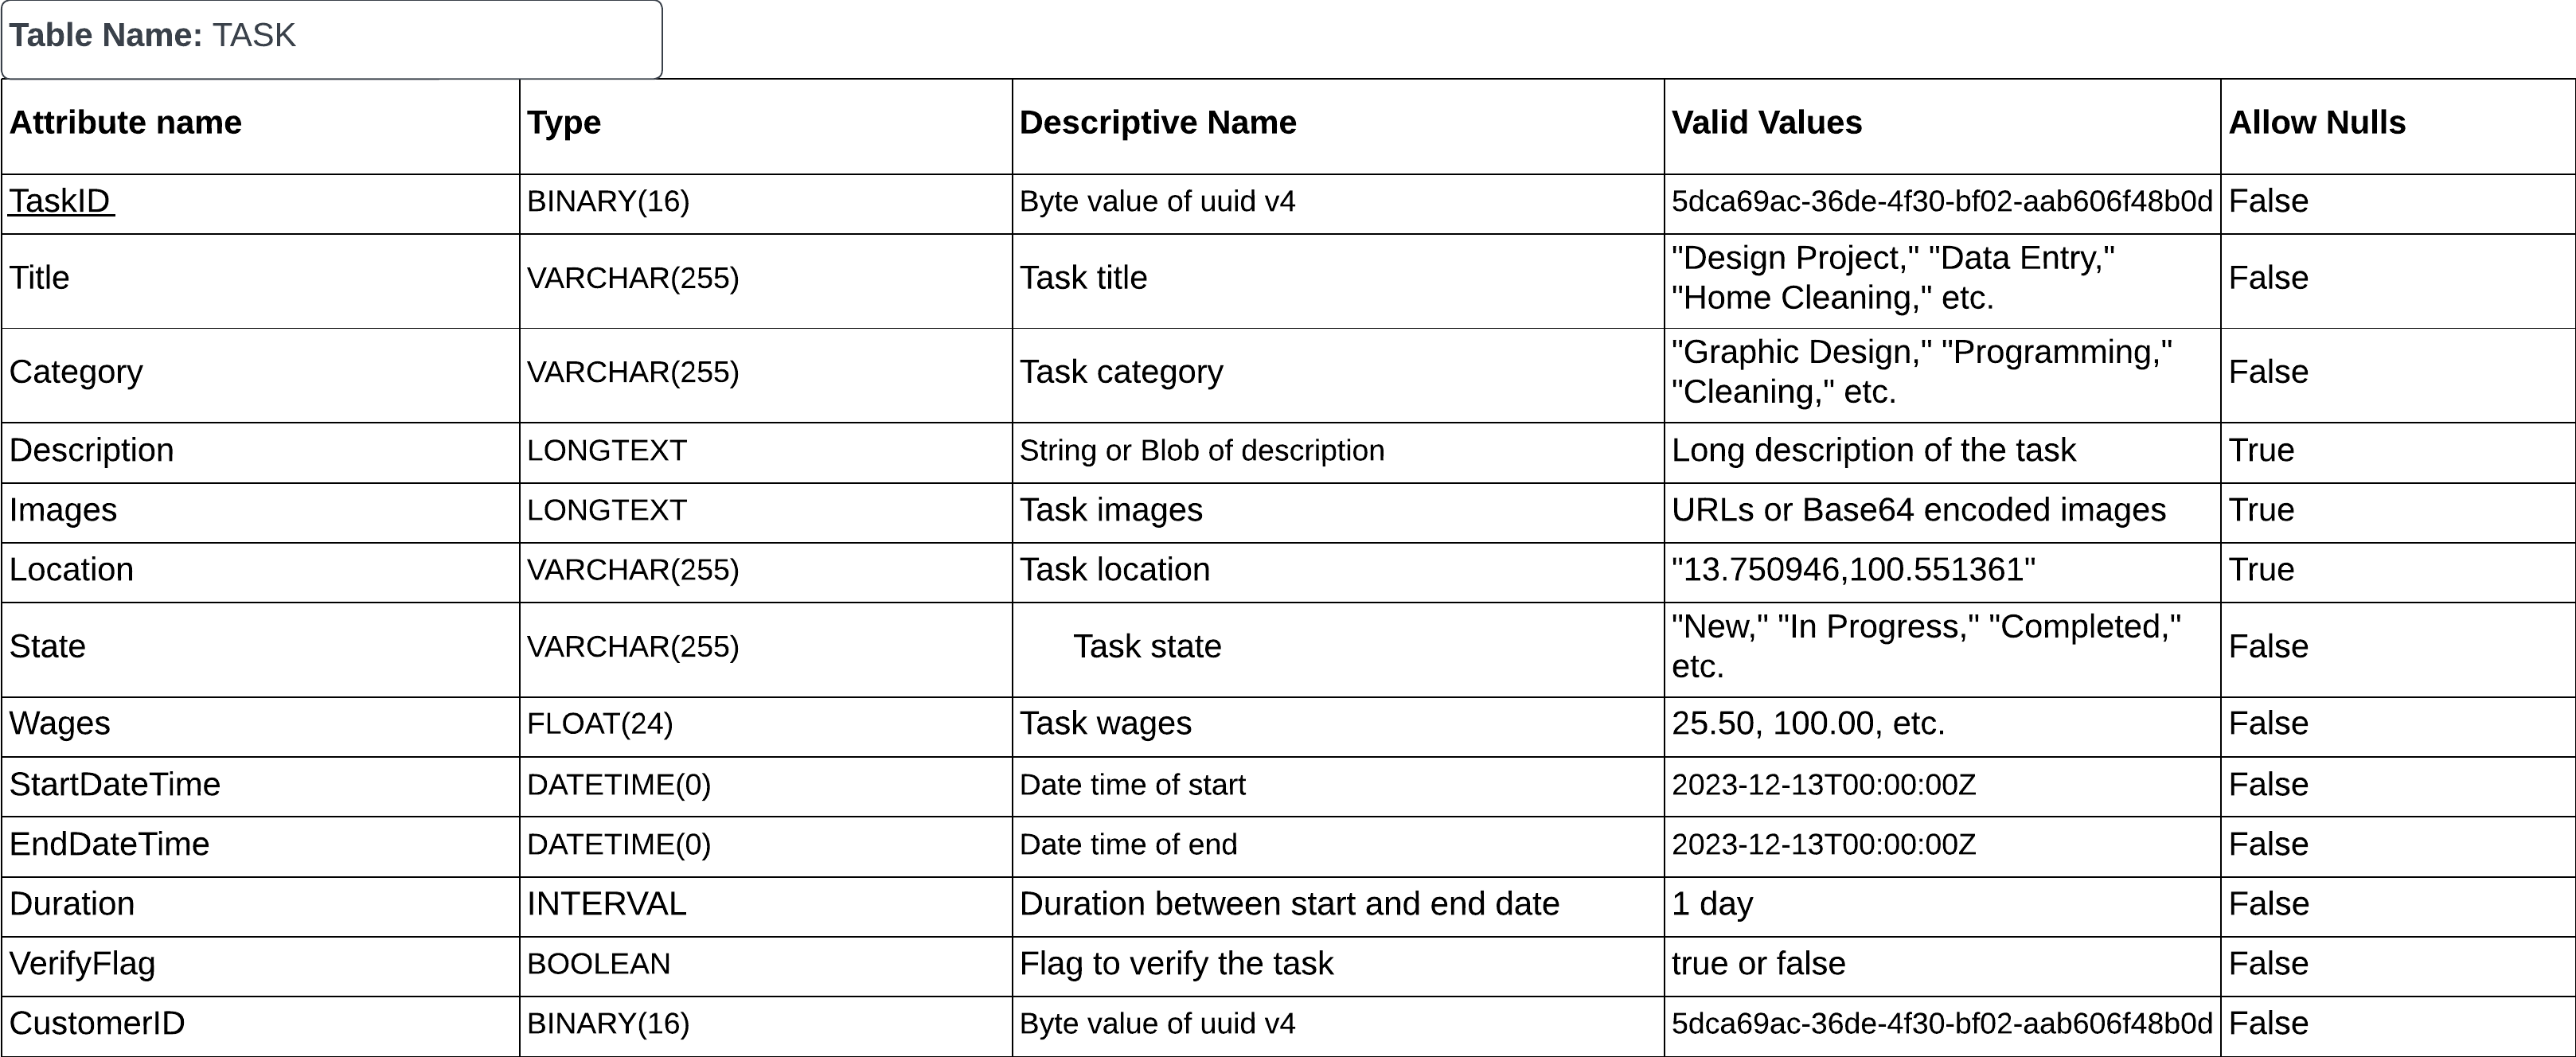 Table Name: TASK
Attribute name Type Descriptive Name Valid Values Allow Nulls
TaskID BINARY(16) Byte value of uuid v4 5dca69ac-36de-4f30-bf02-aab606f48b0d False
Title VARCHAR(255) Task title "Design Project," "Data Entry,"
"Home Cleaning," etc. False
Category VARCHAR(255) Task category "Graphic Design," "Programming,"
"Cleaning," etc. False
Description LONGTEXT String or Blob of description Long description of the task True
Images LONGTEXT Task images URLs or Base64 encoded images True
Location VARCHAR(255) Task location "13.750946,100.551361" True
State VARCHAR(255) Task state "New," "In Progress," "Completed,"
etc. False
Wages FLOAT(24) Task wages 25.50, 100.00, etc. False
StartDateTime DATETIME(0) Date time of start 2023-12-13T00:00:00Z False
EndDateTime DATETIME(0) Date time of end 2023-12-13T00:00:00Z False
Duration INTERVAL Duration between start and end date 1 day False
VerifyFlag BOOLEAN Flag to verify the task true or false False
CustomerID BINARY(16) Byte value of uuid v4 5dca69ac-36de-4f30-bf02-aab606f48b0d False